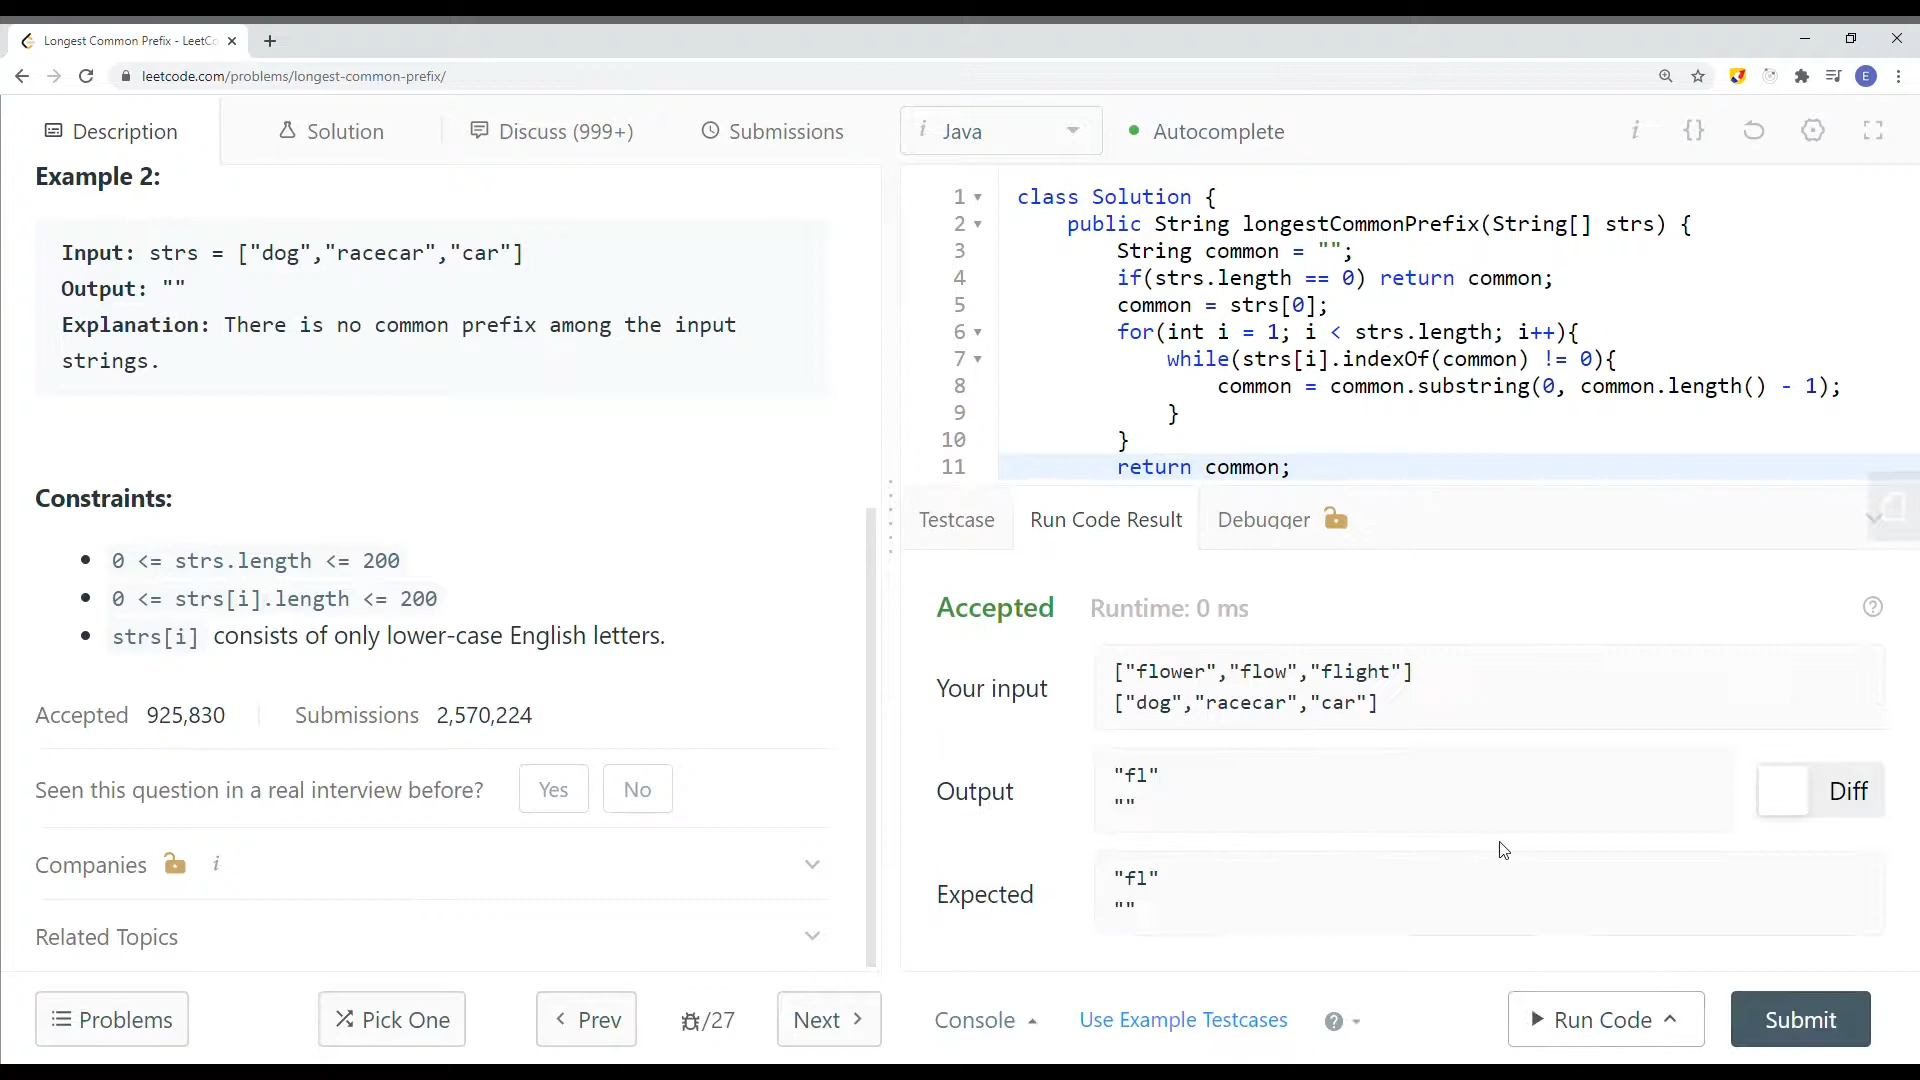 Longest Common Prefix - LeetCo
leetcode.com/problems/longest-common-prefix/
E
Description
Solution
Discuss (999+)
Submissions
i Java
Autocomplete
i {}
Example 2:
Input: strs = ["dog","racecar","car"]
Output: ""
Explanation: There is no common prefix among the input
strings.
Constraints:
0 <= strs.length <= 200
0 <= strs[i].length <= 200
strs[i] consists of only lower-case English letters.
Accepted 925,830 Submissions 2,570,224
Seen this question in a real interview before? Yes No
Companies i
Related Topics
Problems
Pick One
Prev
/27
Next
1 class Solution {
2 public String longestCommonPrefix(String[] strs) {
3 String common = "";
4 if(strs.length == 0) return common;
5 common = strs[0];
6 for(int i = 1; i < strs.length; i++){
7 while(strs[i].indexOf(common) != 0){
8 common = common.substring(0, common.length() - 1);
9 }
10 }
11 return common;
Testcase
Run Code Result
Debugger
Accepted Runtime: 0 ms
Your input
["flower","flow","flight"]
["dog","racecar","car"]
Output
"fl"
""
Diff
Expected
"fl"
""
Console
Use Example Testcases
Run Code
Submit